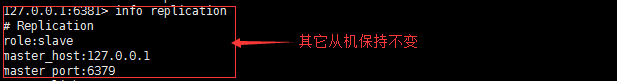 127.0.0.1:6381> info replication
# Replication
role:slave
master_host:127.0.0.1
master_port:6379
其它从机保持不变